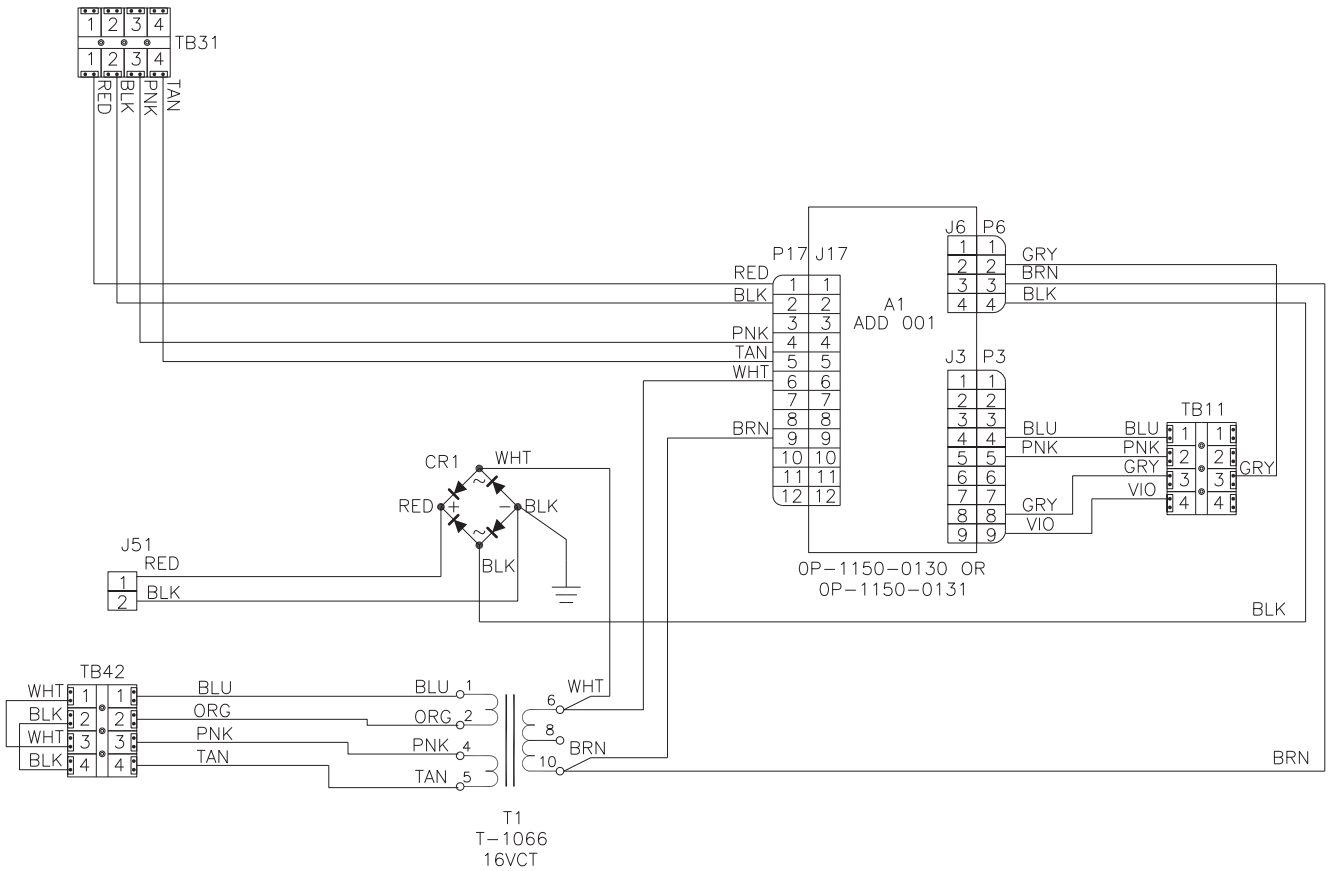 1 2 3 4
TB31
1 2 3 4
RED BLK PNK TAN
J6 P6
1 1
GRY
2 2
BRN
3 3
BLK
4 4
P17 J17
RED
1 1
BLK
2 2
3 3
PNK
4 4
TAN
5 5
WHT
6 6
7 7
8 8
BRN
9 9
10 10
11 11
12 12
A1
ADD 001
J3 P3
1 1
2 2
3 3
BLU BLU
4 4
PNK PNK
5 5
GRY
6 6
VIO
7 7
GRY
8 8
VIO
9 9
TB11
1 1
2 2
3 3 GRY
4 4
0P-1150-0130 OR
0P-1150-0131
CR1
WHT
~
RED + - BLK
~
BLK
J51
RED
1
BLK
2
BLK
TB42
WHT 1 1 BLU BLU 1
BLK 2 2 ORG ORG 2
WHT 3 3 PNK PNK 4
BLK 4 4 TAN TAN 5
6 WHT
8
10 BRN
BRN
T1
T-1066
16VCT